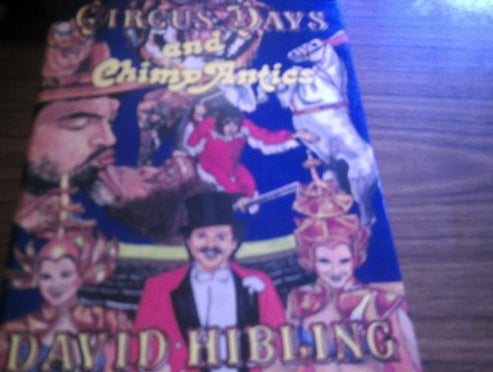 CIRCUS DAYS
and
Chimp Antics
DAVID HIBLING